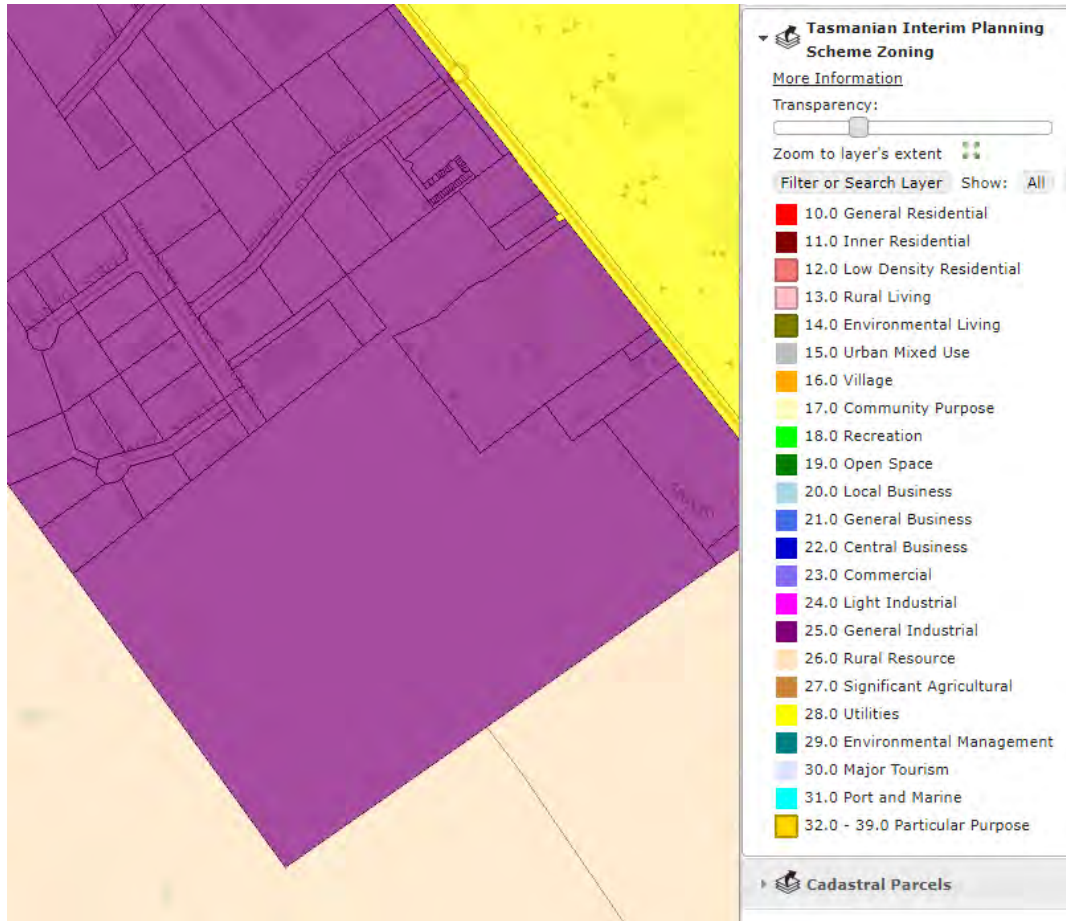 Tasmanian Interim Planning
Scheme Zoning
More Information
Transparency:
Zoom to layer's extent
Filter or Search Layer Show: All
10.0 General Residential
11.0 Inner Residential
12.0 Low Density Residential
13.0 Rural Living
14.0 Environmental Living
15.0 Urban Mixed Use
16.0 Village
17.0 Community Purpose
18.0 Recreation
19.0 Open Space
20.0 Local Business
21.0 General Business
22.0 Central Business
23.0 Commercial
24.0 Light Industrial
25.0 General Industrial
26.0 Rural Resource
27.0 Significant Agricultural
28.0 Utilities
29.0 Environmental Management
30.0 Major Tourism
31.0 Port and Marine
32.0 - 39.0 Particular Purpose
Cadastral Parcels